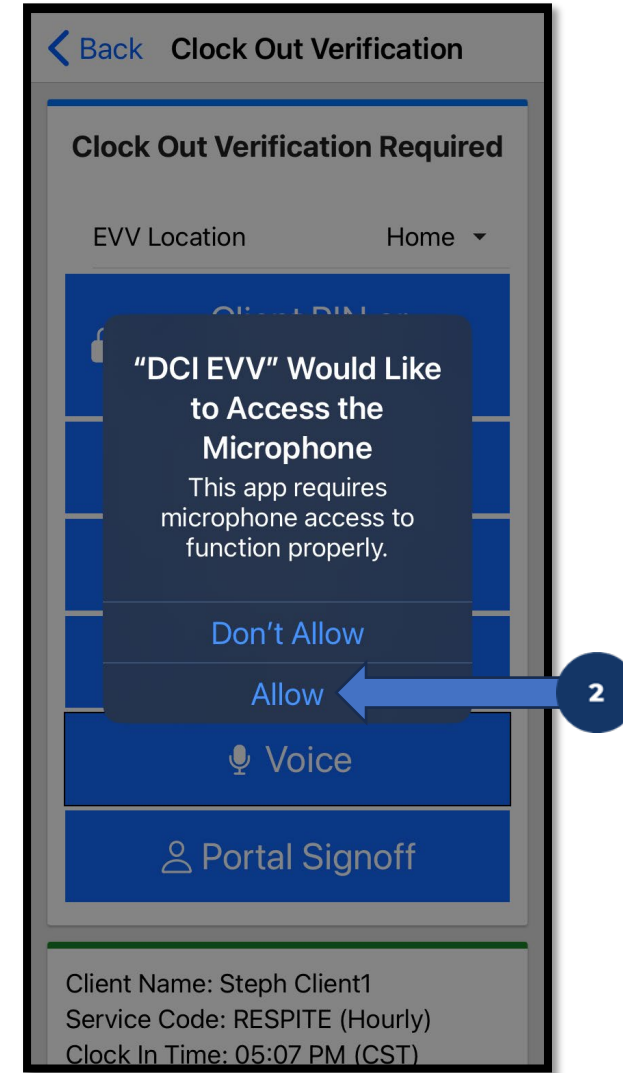 Back Clock Out Verification
Clock Out Verification Required
EVV Location Home
“DCI EVV” Would Like
to Access the
Microphone
This app requires
microphone access to
function properly.
Don’t Allow
Allow
2
Voice
Portal Signoff
Client Name: Steph Client1
Service Code: RESPITE (Hourly)
Clock In Time: 05:07 PM (CST)